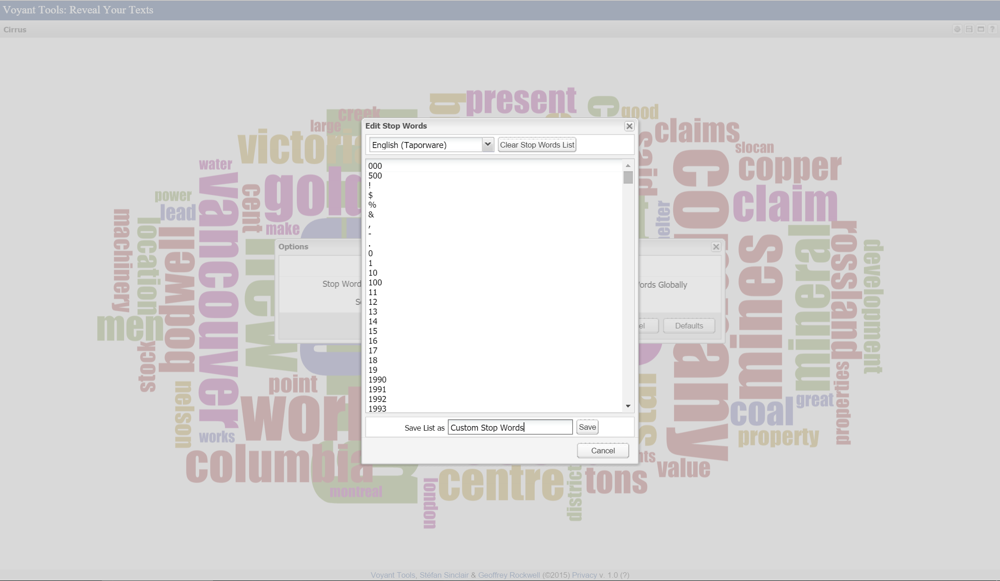 Voyant Tools: Reveal Your Texts
Cirrus
present
good
creek
large
claims
victoria
slocan
water
copper
gold
said
cent
claim
power
lead
make
machinery
location
vancouver
mineral
rossland
development
mining
men
stock
nelson
point
work
works
columbia
montreal
london
centre
district
tons
value
property
properties
coal
great
company
Edit Stop Words
English (Taporware)
Clear Stop Words List
000
500
!
$
%
&
,
-
.
0
1
10
100
11
12
13
14
15
16
17
18
19
1990
1991
1992
1993
Save List as Custom Stop Words Save
Cancel
Options
Stop Word
ords Globally
el
Defaults
Voyant Tools, Stéfan Sinclair & Geoffrey Rockwell (©2015) Privacy v. 1.0 (?)